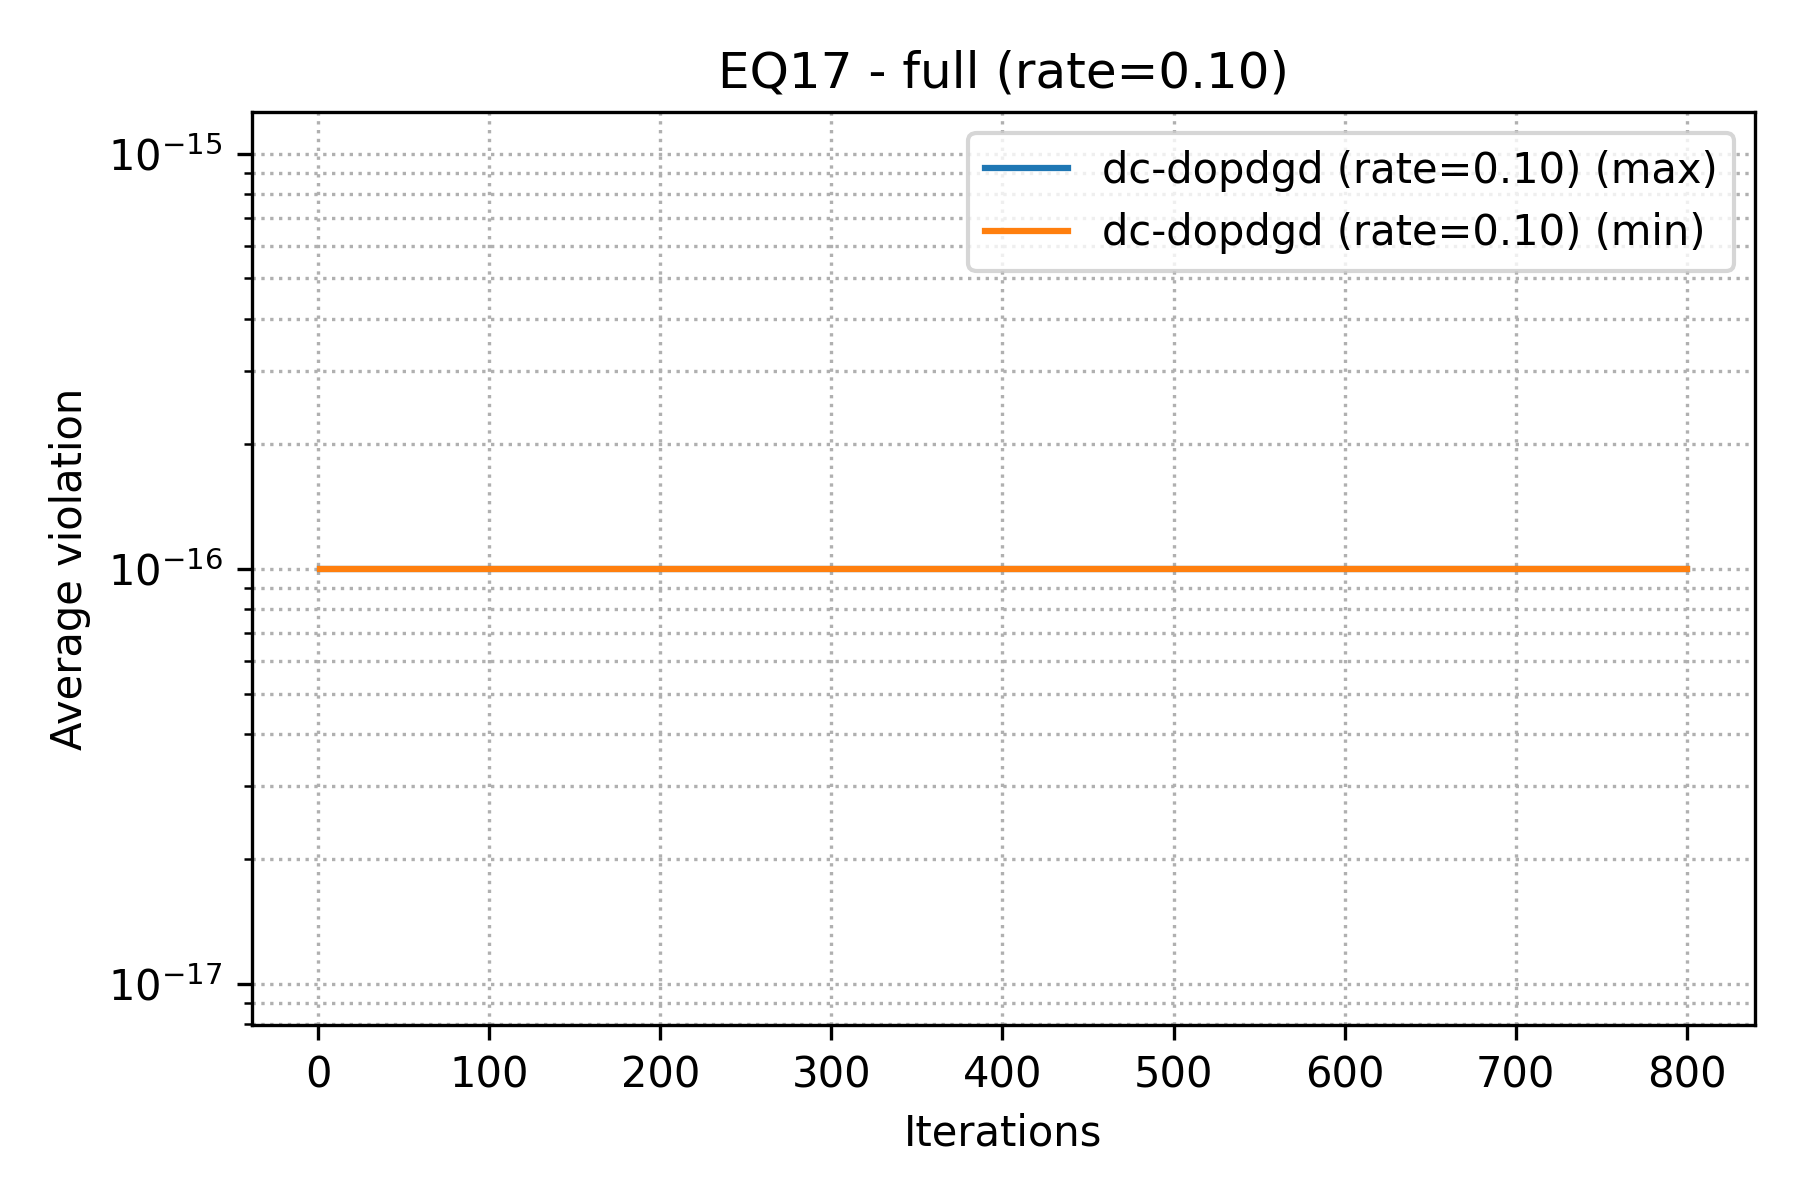 EQ17 - full (rate=0.10)
dc-dopdgd (rate=0.10) (max)
dc-dopdgd (rate=0.10) (min)
Average violation
10⁻¹⁵
10⁻¹⁶
10⁻¹⁷
0 100 200 300 400 500 600 700 800
Iterations